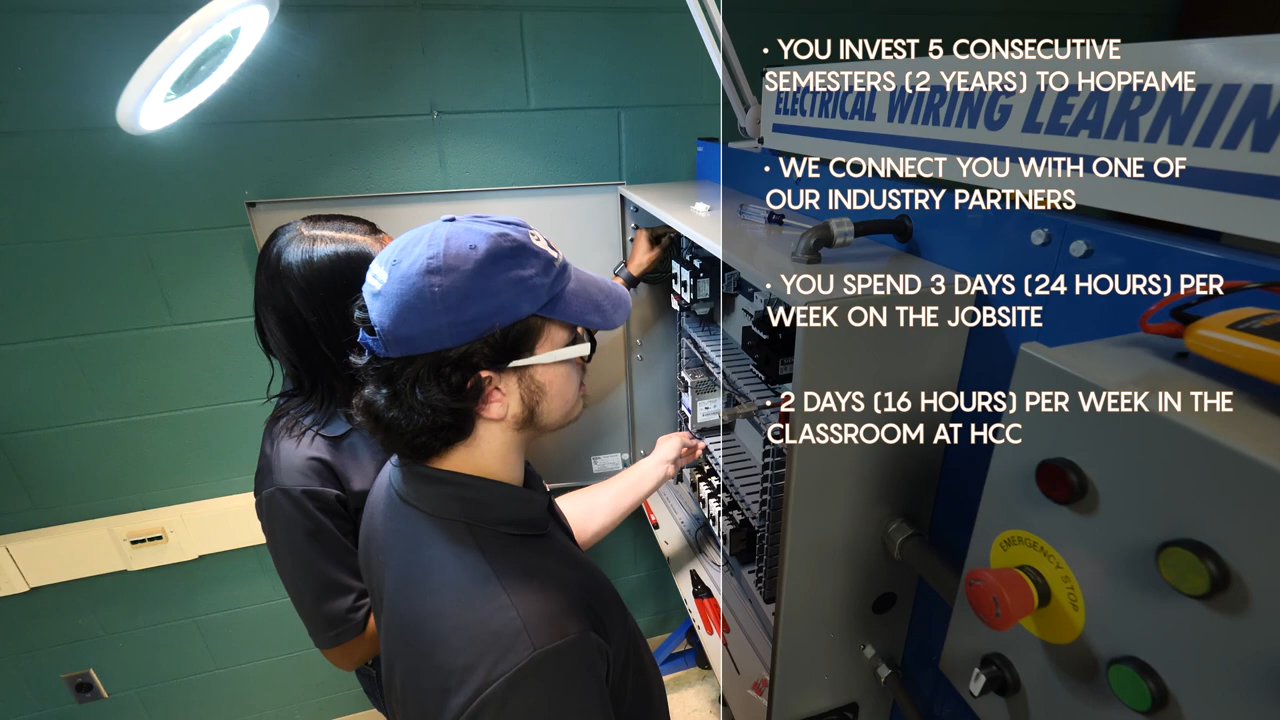 • YOU INVEST 5 CONSECUTIVE
SEMESTERS (2 YEARS) TO HOPFAME
ELECTRICAL WIRING LEARNIN
• WE CONNECT YOU WITH ONE OF
OUR INDUSTRY PARTNERS
• YOU SPEND 3 DAYS (24 HOURS) PER
WEEK ON THE JOBSITE
• 2 DAYS (16 HOURS) PER WEEK IN THE
CLASSROOM AT HCC
EMERGENCY STOP